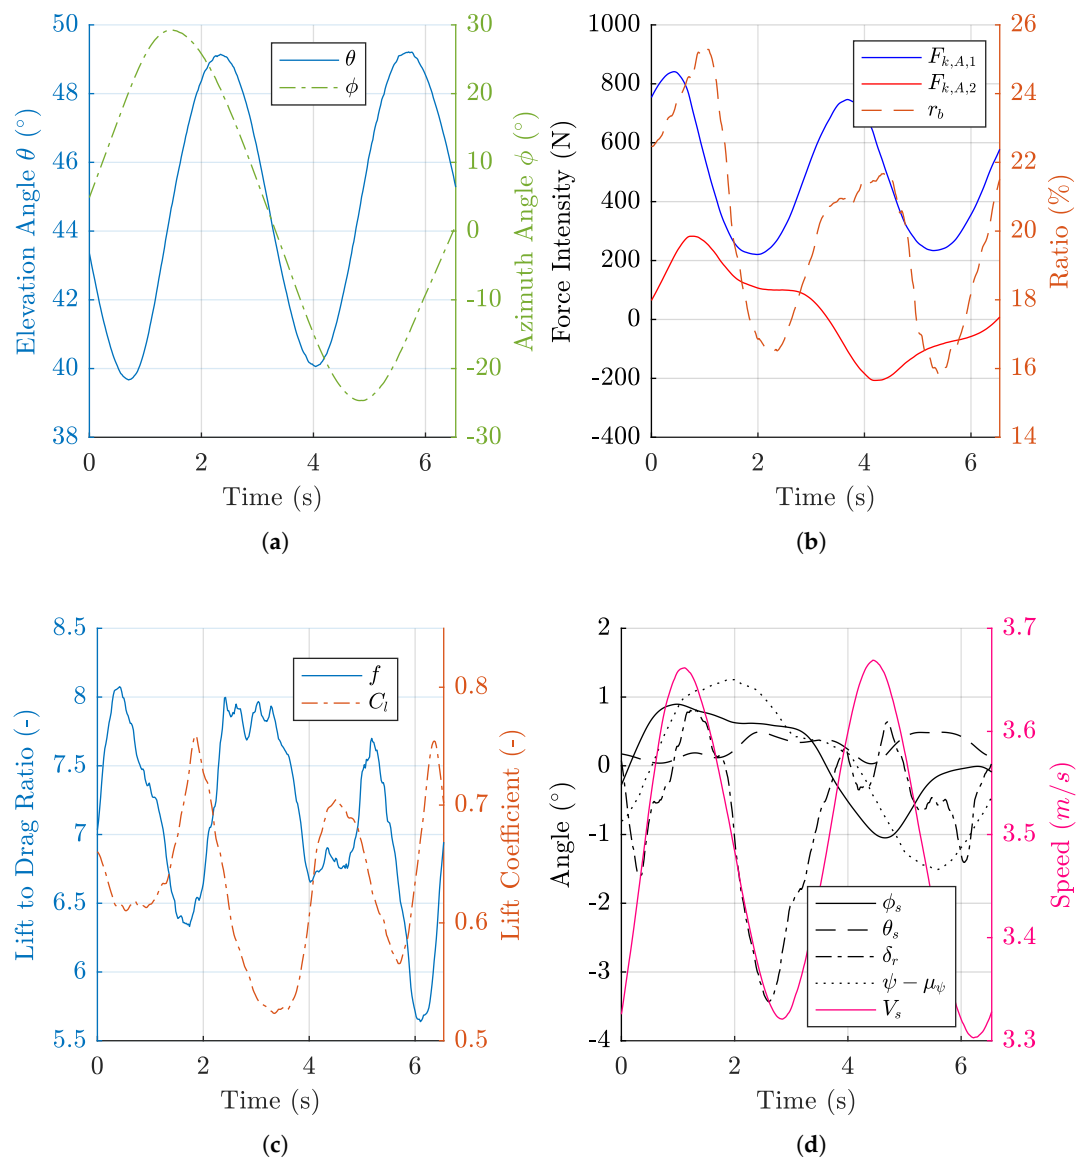 50
48
46
44
42
40
38
30
20
10
0
-10
-20
-30
Elevation Angle θ (°)
Azimuth Angle ϕ (°)
θ
ϕ
0 2 4 6
Time (s)
(a)
1000
800
600
400
200
0
-200
-400
26
24
22
20
18
16
14
Force Intensity (N)
Ratio (%)
F_{k,A,1}
F_{k,A,2}
r_b
0 2 4 6
Time (s)
(b)
8.5
8
7.5
7
6.5
6
5.5
0.8
0.7
0.6
0.5
Lift to Drag Ratio (-)
Lift Coefficient (-)
f
C_l
0 2 4 6
Time (s)
(c)
2
1
0
-1
-2
-3
-4
3.7
3.6
3.5
3.4
3.3
Angle (°)
Speed (m/s)
ϕ_s
θ_s
δ_r
ψ − μ_ψ
V_s
0 2 4 6
Time (s)
(d)